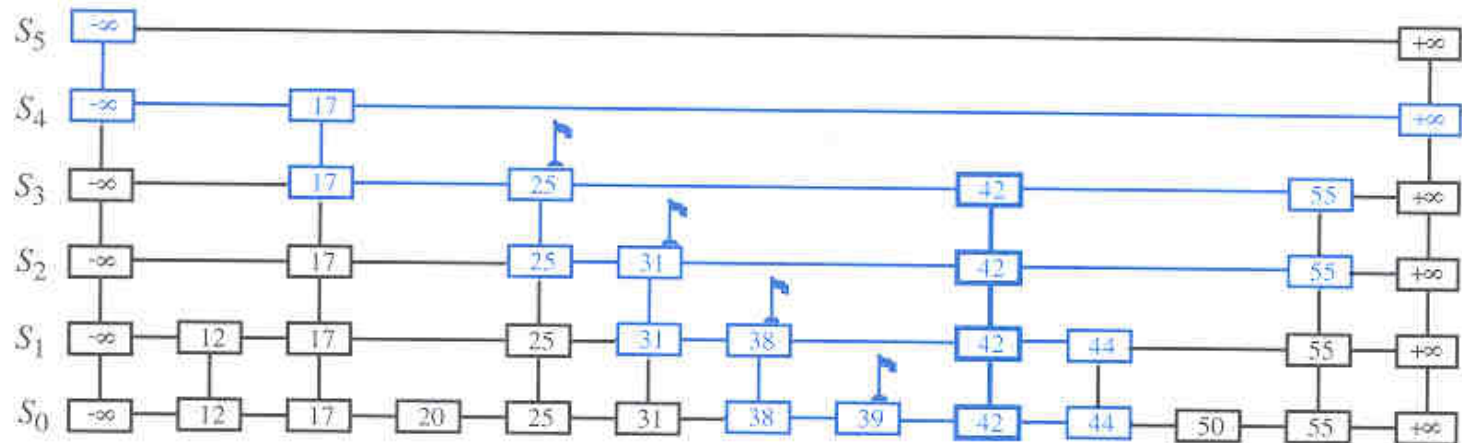 S5 -∞ +∞
S4 -∞ 17 +∞
S3 -∞ 17 25 42 55 +∞
S2 -∞ 17 25 31 42 55 +∞
S1 -∞ 12 17 25 31 38 42 44 55 +∞
S0 -∞ 12 17 20 25 31 38 39 42 44 50 55 +∞